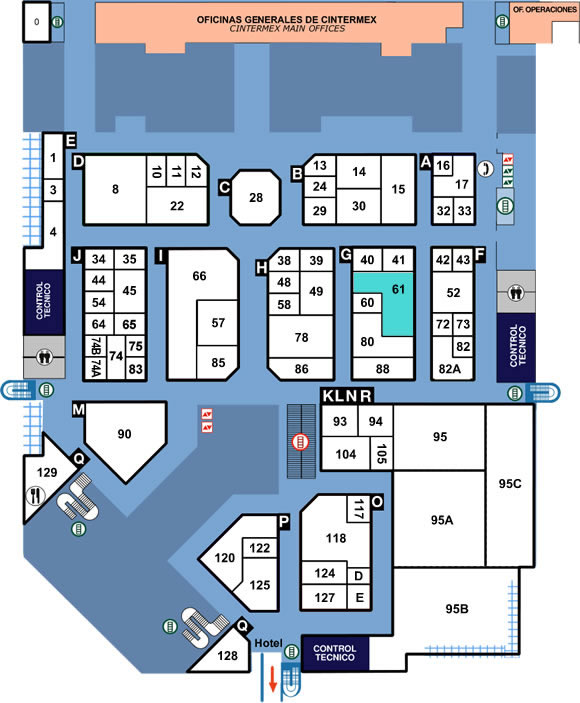 0
OFICINAS GENERALES DE CINTERMEX
CINTERMEX MAIN OFFICES
OF. OPERACIONES
E
1
3
4
D
8
10
11
12
22
C
28
B
13
24
29
14
30
15
A
16
17
32
33
J
34
35
44
45
54
64
65
74B
74A
74
75
83
I
66
57
85
H
38
39
48
49
58
78
86
G
40
41
61
60
80
88
F
42
43
52
72
73
82
82A
CONTROL
TECNICO
CONTROL
TECNICO
M
90
K L N R
93
94
104
105
95
95A
95C
95B
Q
129
P
120
122
125
O
117
118
124
D
127
E
Q
128
Hotel
CONTROL
TECNICO